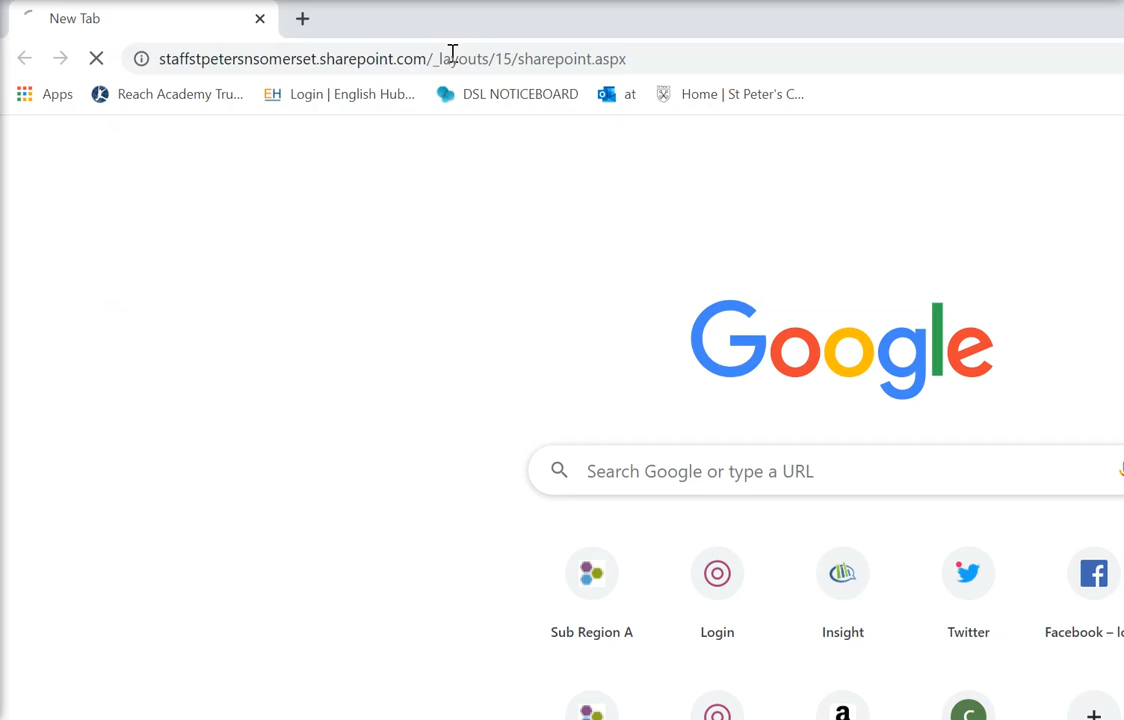 New Tab
staffstpetersnsomerset.sharepoint.com/_layouts/15/sharepoint.aspx
Apps Reach Academy Tru... EH Login | English Hub... DSL NOTICEBOARD at Home | St Peter's C...
Google
Search Google or type a URL
Sub Region A Login Insight Twitter Facebook – lo
a C